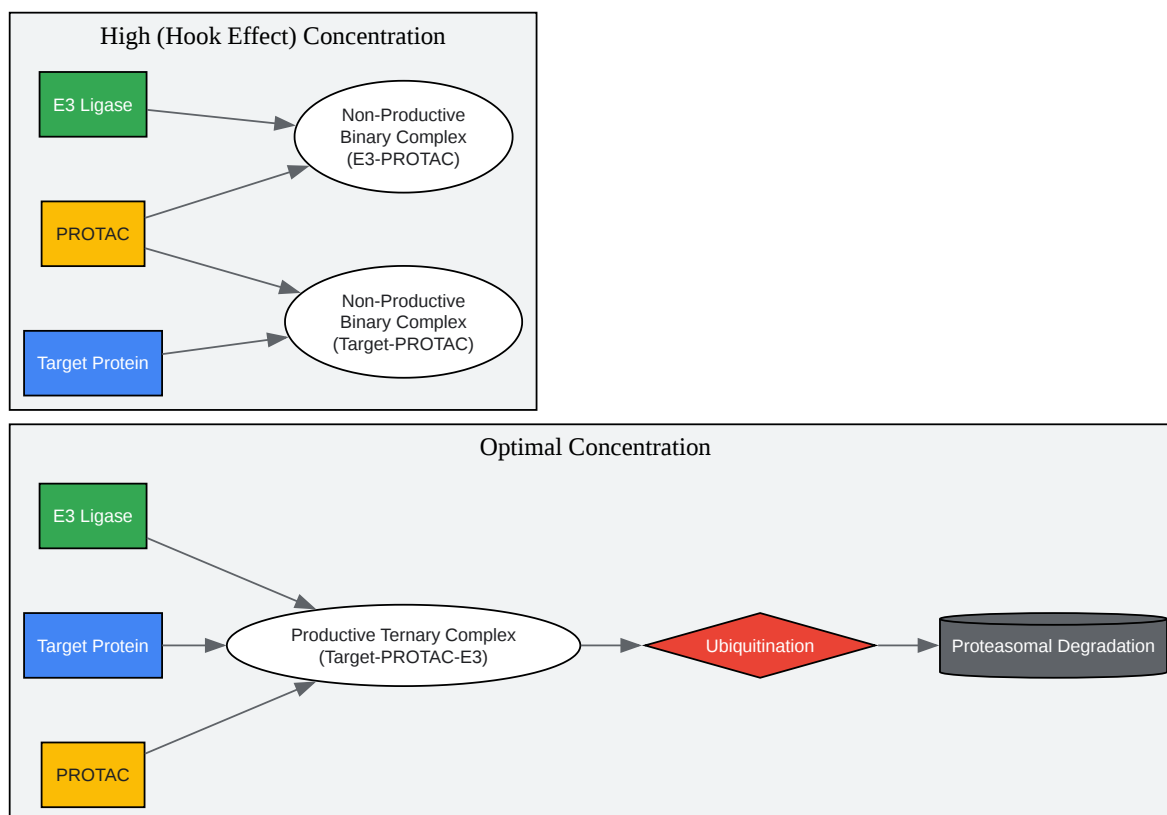 High (Hook Effect) Concentration
E3 Ligase
Non-Productive
Binary Complex
(E3-PROTAC)
PROTAC
Non-Productive
Binary Complex
(Target-PROTAC)
Target Protein
Optimal Concentration
E3 Ligase
Target Protein
Productive Ternary Complex
(Target-PROTAC-E3)
Ubiquitination
Proteasomal Degradation
PROTAC